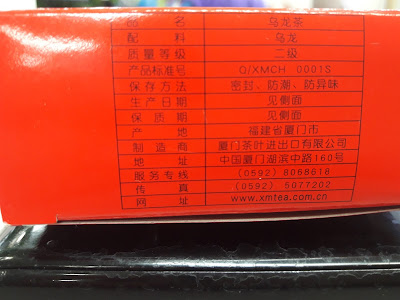 品 名 乌龙茶
配 料 乌龙
质量等级 二级
产品标准号 Q/XMCH 0001S
保存方法 密封、防潮、防异味
生产日期 见侧面
保质期 见侧面
产 地 福建省厦门市
制造商 厦门茶叶进出口有限公司
地 址 中国厦门湖滨中路160号
服务专线 (0592) 8068618
传 真 (0592) 5077202
网 址 www.xmtea.com.cn